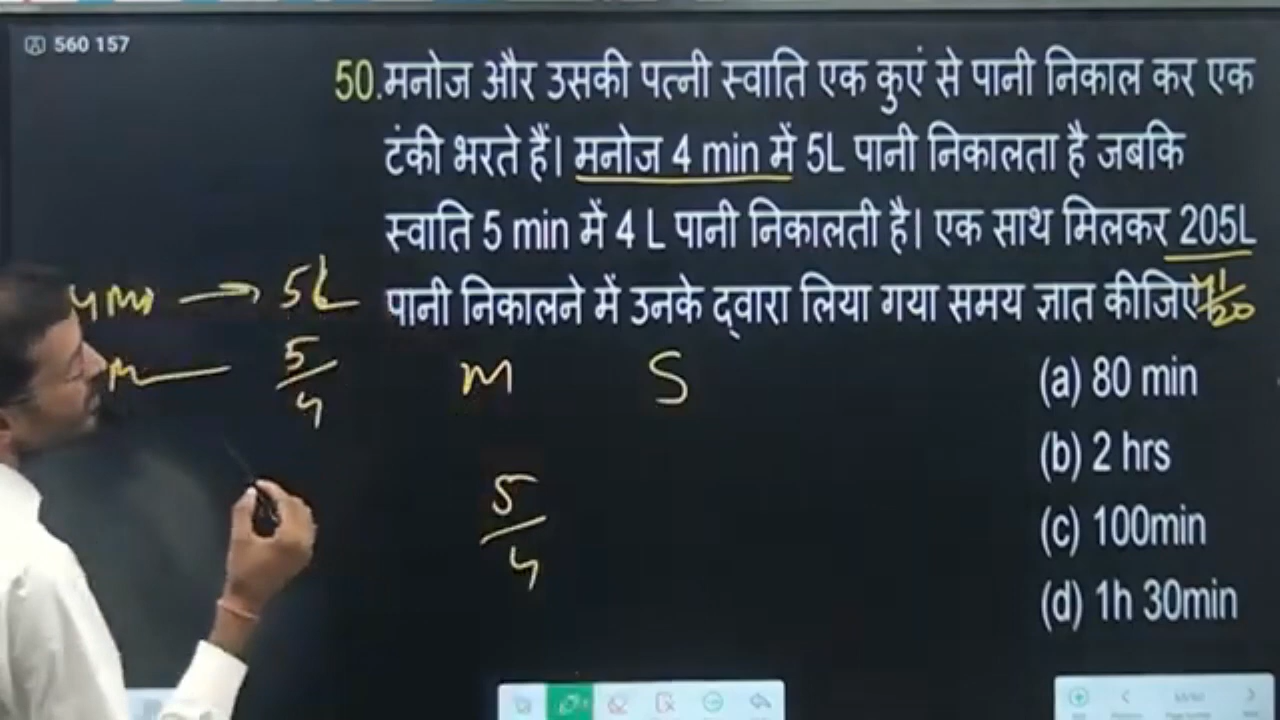 560 157
50.मनोज और उसकी पत्नी स्वाति एक कुएं से पानी निकाल कर एक
टंकी भरते हैं। मनोज 4 min में 5L पानी निकालता है जबकि
स्वाति 5 min में 4 L पानी निकालती है। एक साथ मिलकर 205L
पानी निकालने में उनके द्वारा लिया गया समय ज्ञात कीजिए
41/20
4 → 5L
5/4
M S
5/4
(a) 80 min
(b) 2 hrs
(c) 100min
(d) 1h 30min